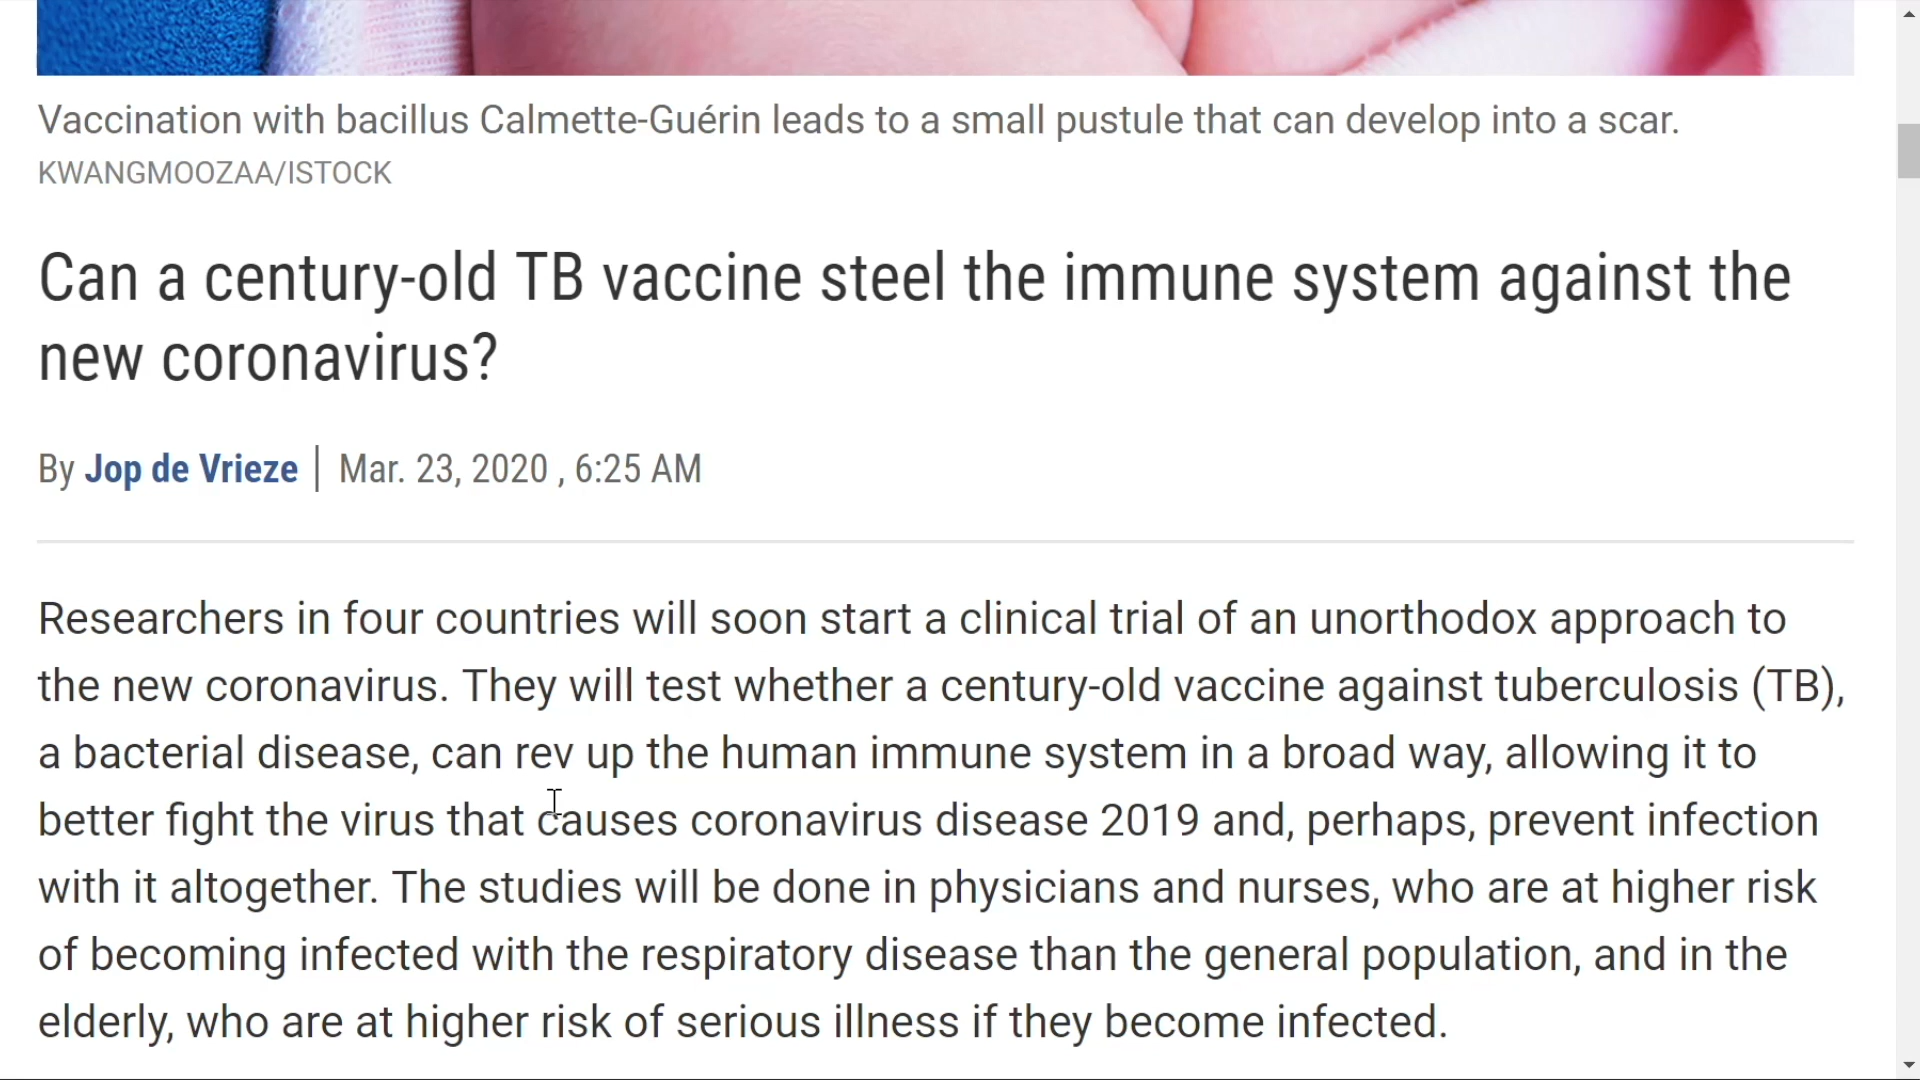 Vaccination with bacillus Calmette-Guérin leads to a small pustule that can develop into a scar.
KWANGMOOZAA/ISTOCK
Can a century-old TB vaccine steel the immune system against the
new coronavirus?
By Jop de Vrieze | Mar. 23, 2020 , 6:25 AM
Researchers in four countries will soon start a clinical trial of an unorthodox approach to
the new coronavirus. They will test whether a century-old vaccine against tuberculosis (TB),
a bacterial disease, can rev up the human immune system in a broad way, allowing it to
better fight the virus that causes coronavirus disease 2019 and, perhaps, prevent infection
with it altogether. The studies will be done in physicians and nurses, who are at higher risk
of becoming infected with the respiratory disease than the general population, and in the
elderly, who are at higher risk of serious illness if they become infected.